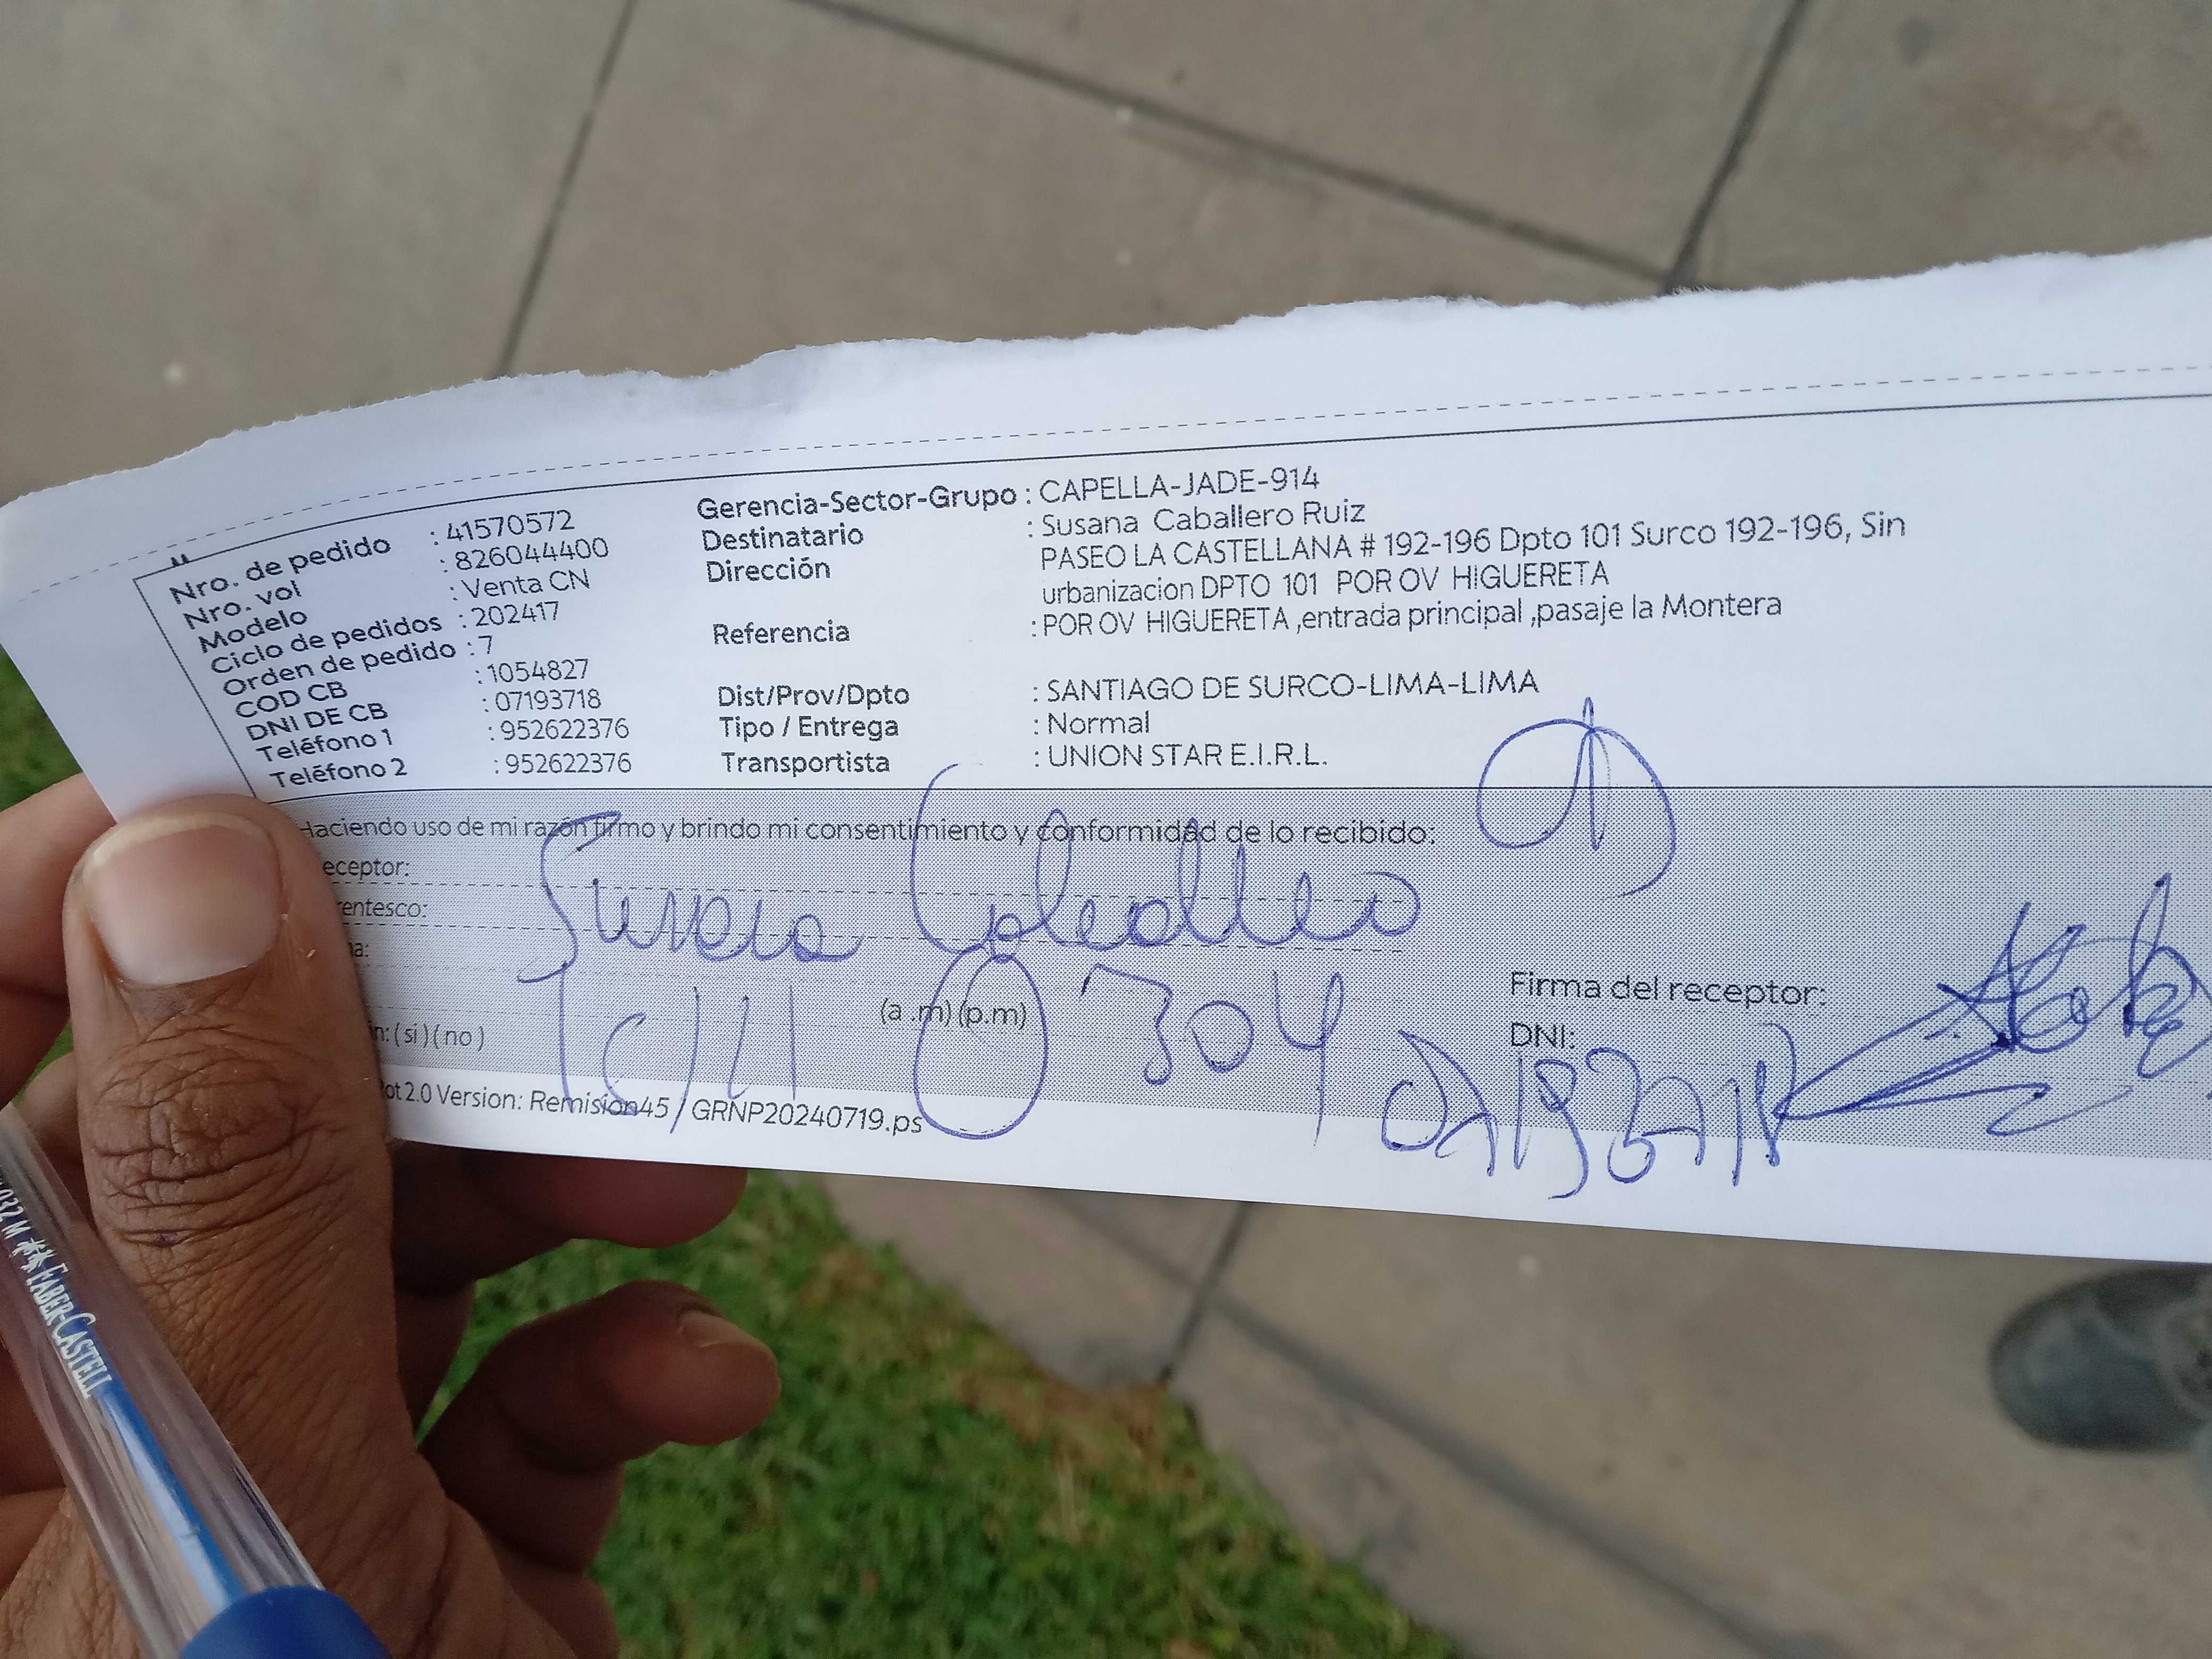 Nro. de pedido : 41570572
Nro. vol : 826044400
Modelo : Venta CN
Ciclo de pedidos : 202417
Orden de pedido : 7
COD CB : 1054827
DNI DE CB : 07193718
Teléfono 1 : 952622376
Teléfono 2 : 952622376
Gerencia-Sector-Grupo : CAPELLA-JADE-914
Destinatario : Susana Caballero Ruiz
Dirección PASEO LA CASTELLANA # 192-196 Dpto 101 Surco 192-196, Sin
urbanizacion DPTO 101 POR OV HIGUERETA
Referencia : POR OV HIGUERETA ,entrada principal ,pasaje la Montera
Dist/Prov/Dpto : SANTIAGO DE SURCO-LIMA-LIMA
Tipo / Entrega : Normal
Transportista : UNION STAR E.I.R.L.
Haciendo uso de mi razón firmo y brindo mi consentimiento y conformidad de lo recibido:
eceptor:
rentesco:
Susana Caballero
(a .m) (p.m)
Firma del receptor:
in: ( si ) ( no )
DNI:
07193718
ot 2.0 Version: Remision45 / GRNP20240719.ps
032 M FABER-CASTELL